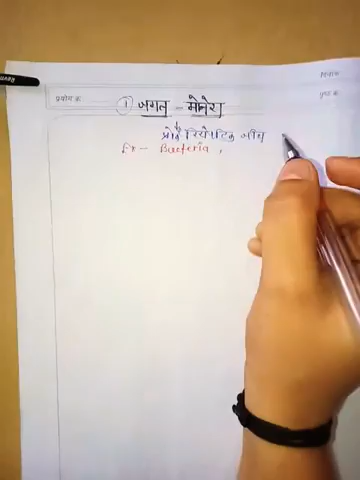 दिनांक
प्रयोग क्र.
पृष्ठ क्र.
① जगत - मोनेरा
प्रोकैरियोटिक जीव
Ex - Bacteria ,